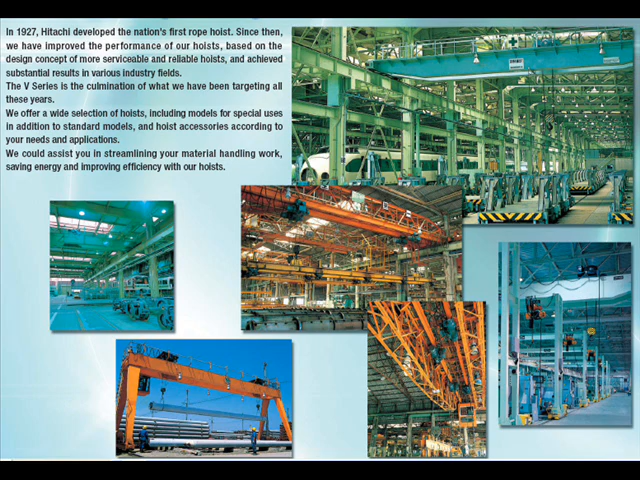 In 1927, Hitachi developed the nation's first rope hoist. Since then,
we have improved the performance of our hoists, based on the
design concept of more serviceable and reliable hoists, and achieved
substantial results in various industry fields.
The V Series is the culmination of what we have been targeting all
these years.
We offer a wide selection of hoists, including models for special uses
in addition to standard models, and hoist accessories according to
your needs and applications.
We could assist you in streamlining your material handling work,
saving energy and improving efficiency with our hoists.